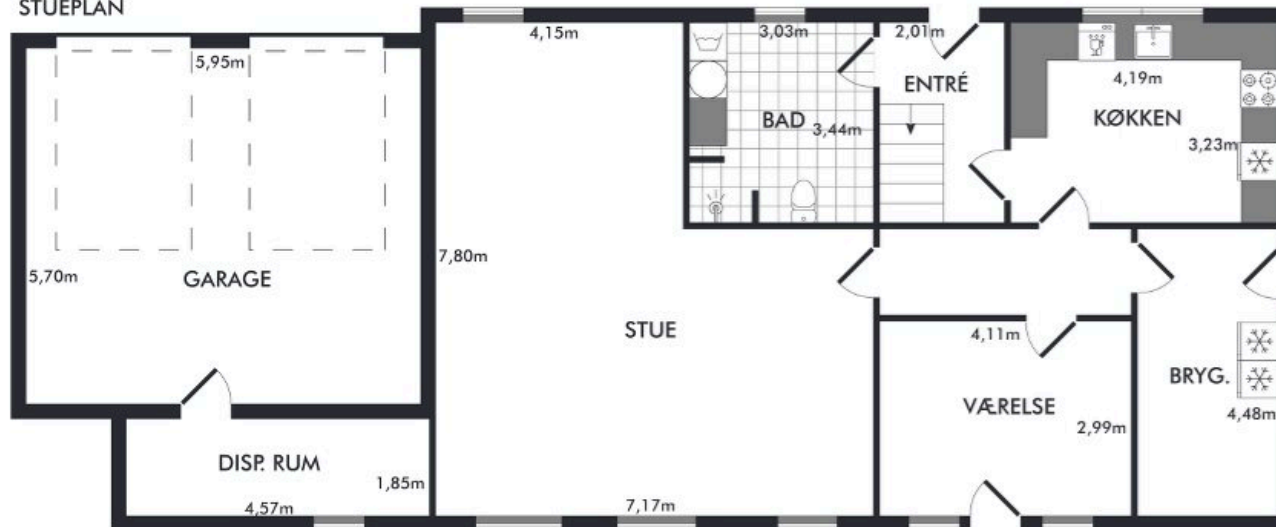 STUEPLAN
4,15m
3,03m
2,01m
5,95m
4,19m
ENTRÉ
BAD
3,44m
KØKKEN
3,23m
7,80m
5,70m
GARAGE
STUE
4,11m
BRYG.
VÆRELSE
4,48m
2,99m
DISP. RUM
1,85m
4,57m
7,17m